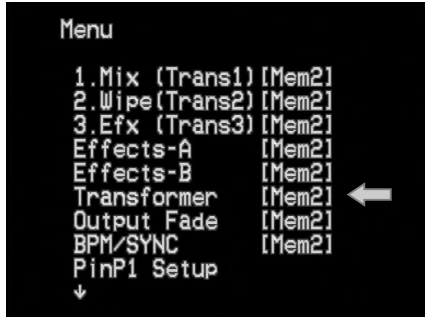 Menu
1.Mix (Trans1)[Mem2]
2.Wipe(Trans2)[Mem2]
3.Efx (Trans3)[Mem2]
Effects-A [Mem2]
Effects-B [Mem2]
Transformer [Mem2]
Output Fade [Mem2]
BPM/SYNC [Mem2]
PinP1 Setup